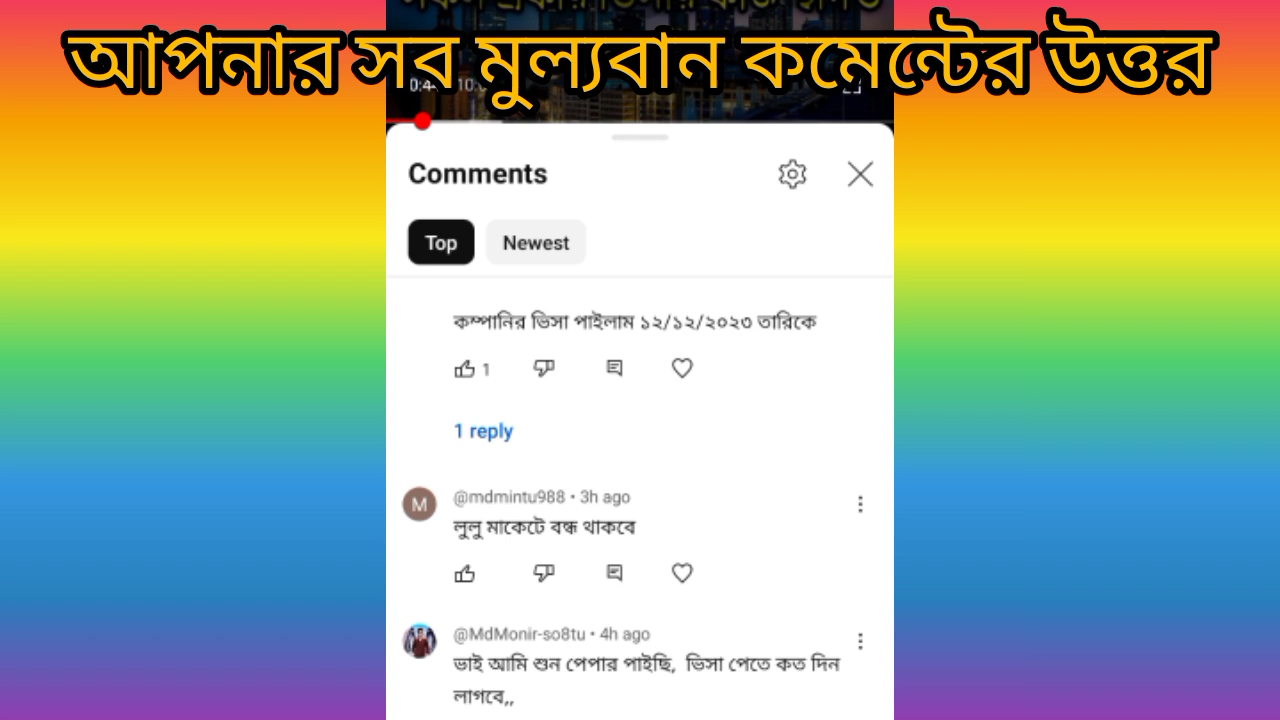 আপনার সব মুল্যবান কমেন্টের উত্তর
Comments
Top Newest
কম্পানির ভিসা পাইলাম ১২/১২/২০২৩ তারিকে
1
1 reply
M @mdmintu988 • 3h ago
লুলু মাকেটে বন্ধ থাকবে
@MdMonir-so8tu • 4h ago
ভাই আমি শুন পেপার পাইছি, ভিসা পেতে কত দিন
লাগবে,,